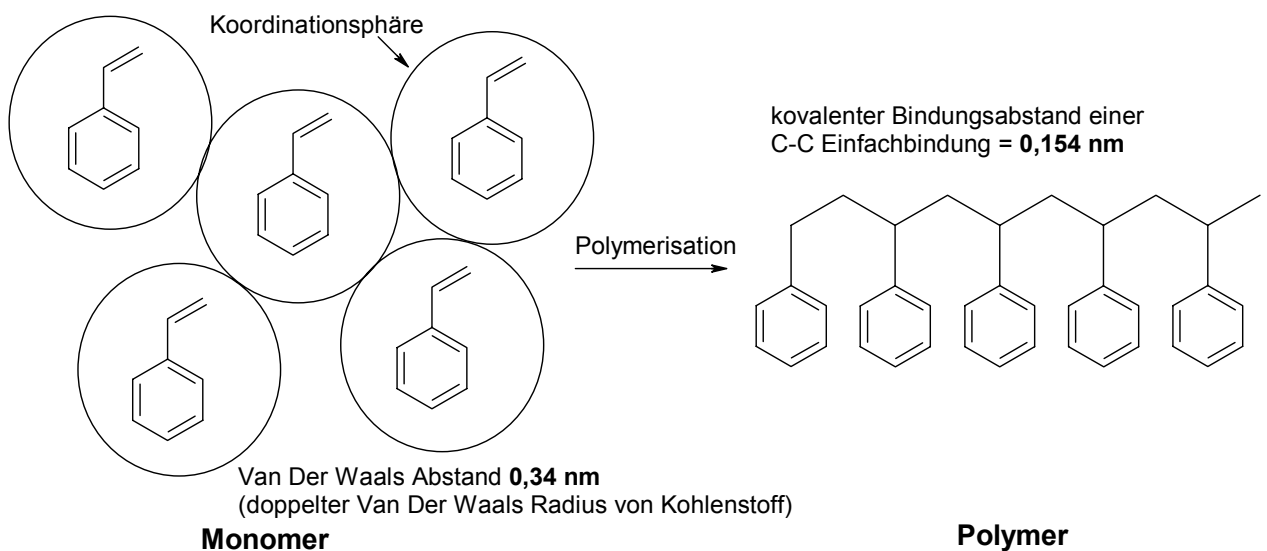 Koordinationsphäre
kovalenter Bindungsabstand einer
C-C Einfachbindung = 0,154 nm
Polymerisation
Van Der Waals Abstand 0,34 nm
(doppelter Van Der Waals Radius von Kohlenstoff)
Monomer
Polymer